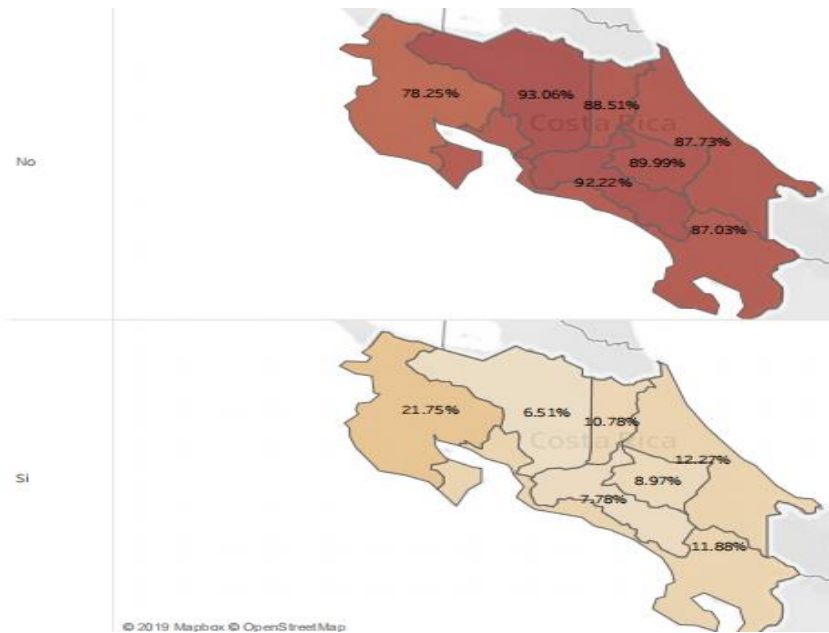 78.25%
93.06%
88.51%
Costa Rica
87.73%
No
89.99%
92.22%
87.03%
21.75%
6.51%
10.78%
Costa Rica
12.27%
Si
8.97%
7.78%
11.88%
© 2019 Mapbox © OpenStreetMap